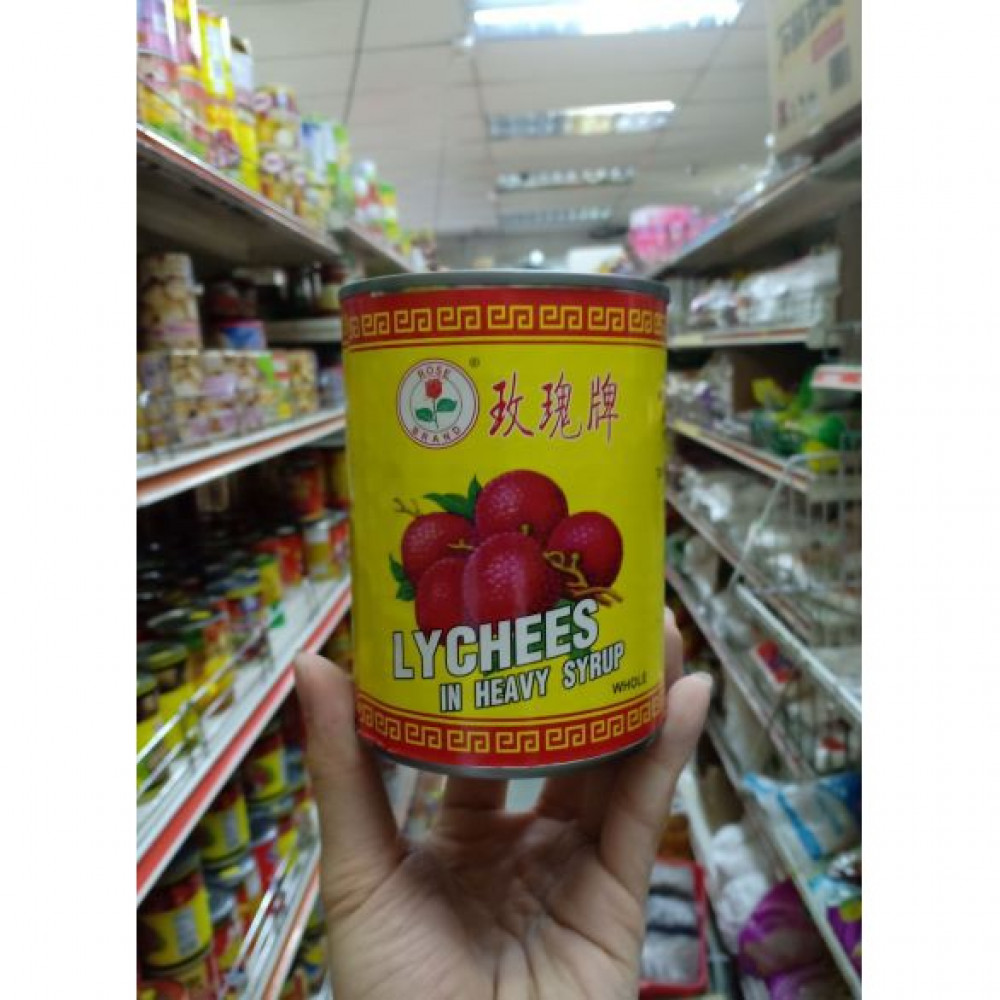 ROSE
BRAND
®
玫瑰牌
LYCHEES
IN HEAVY SYRUP
WHOLE